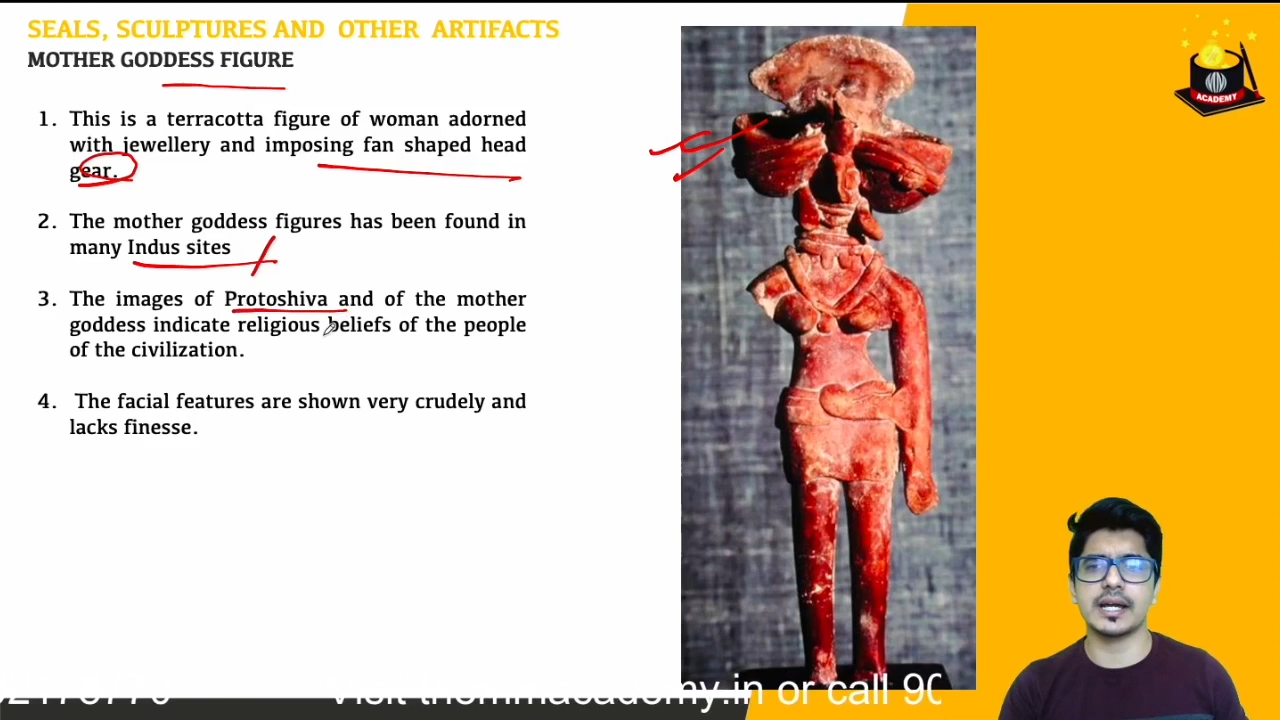 SEALS, SCULPTURES AND OTHER ARTIFACTS
MOTHER GODDESS FIGURE
1. This is a terracotta figure of woman adorned
with jewellery and imposing fan shaped head
gear.
2. The mother goddess figures has been found in
many Indus sites
3. The images of Protoshiva and of the mother
goddess indicate religious beliefs of the people
of the civilization.
4. The facial features are shown very crudely and
lacks finesse.
ACADEMY
or call 90